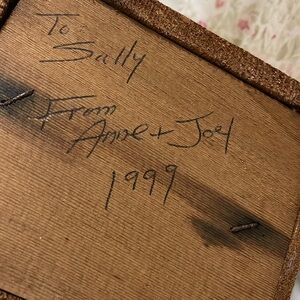 To
Sally
From
Anne + Joel
1999